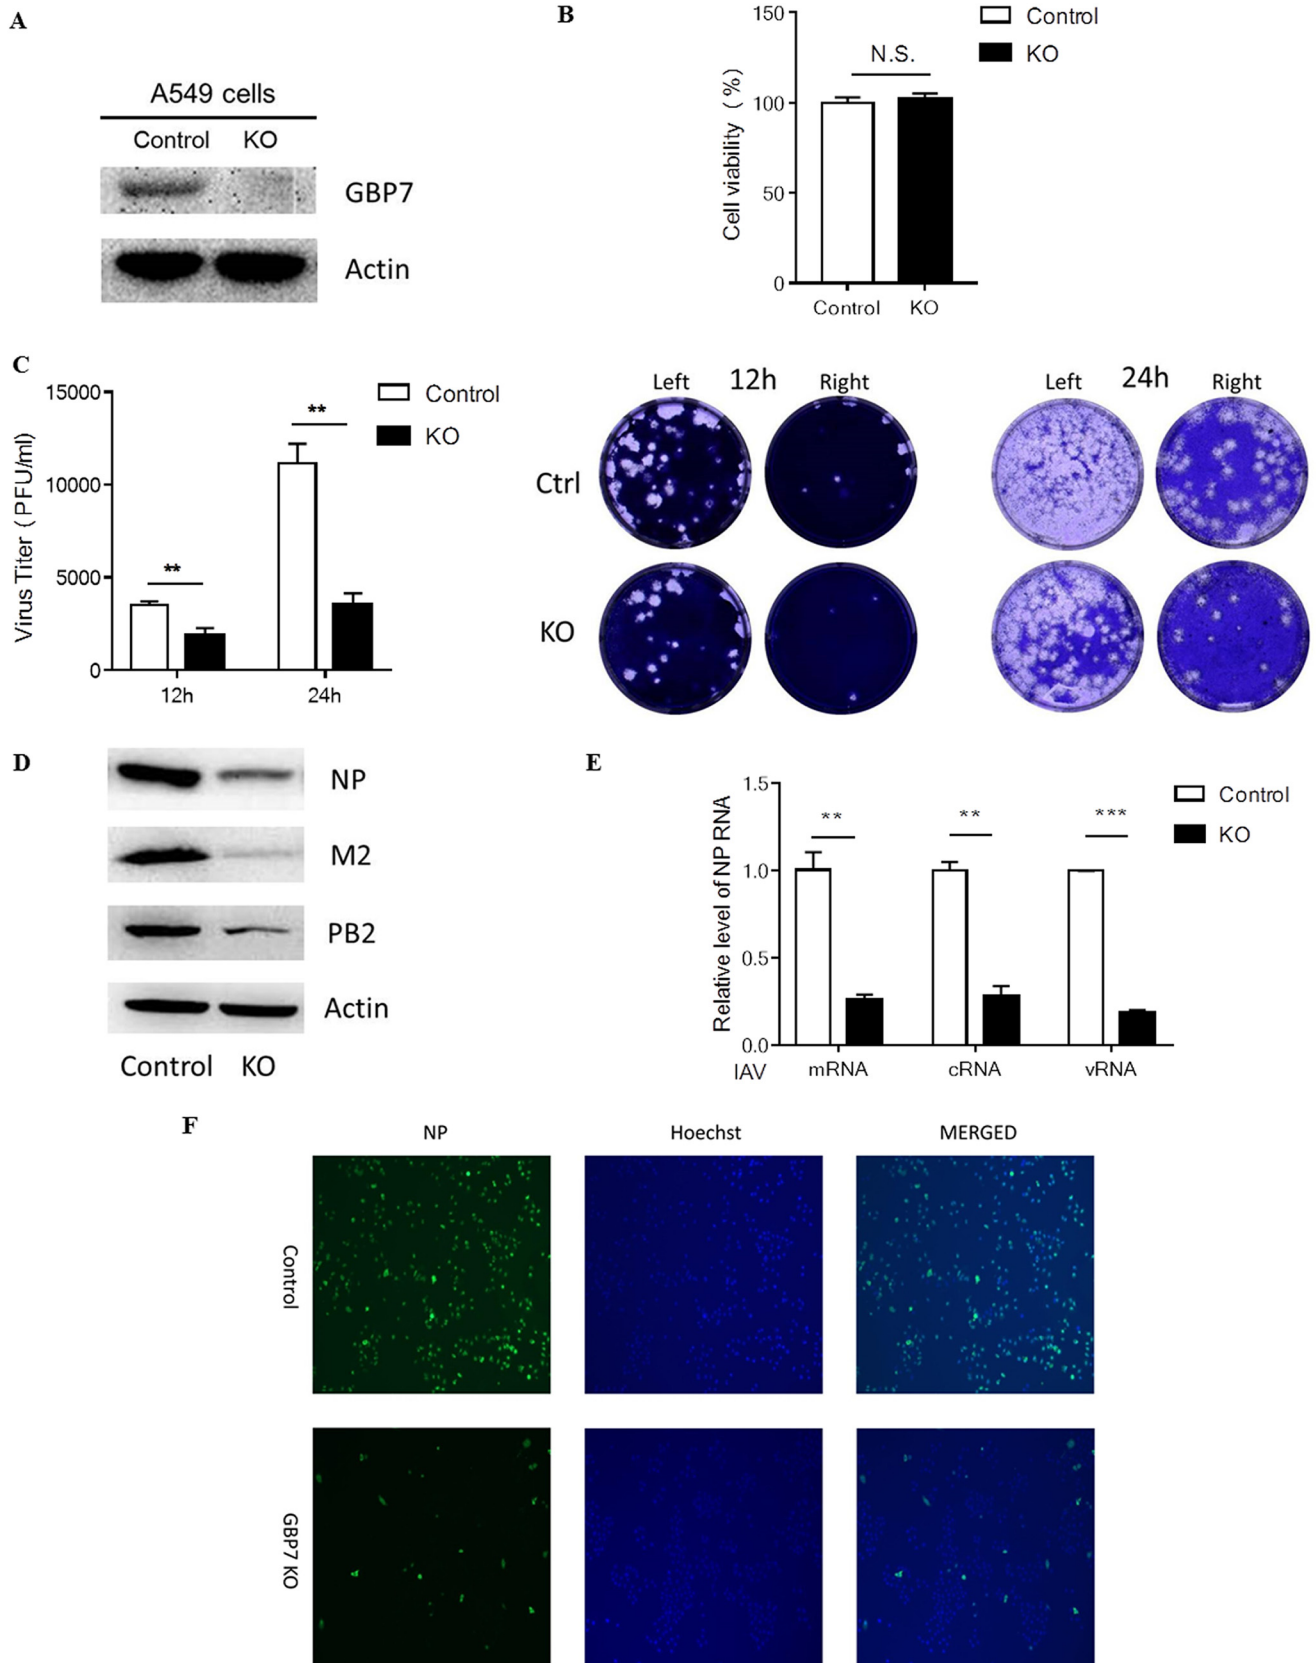 A
A549 cells
Control KO
GBP7
Actin
B
150
100
50
0
Cell viability (%)
N.S.
Control
KO
Control KO
C
15000
10000
5000
0
Virus Titer (PFU/ml)
** **
12h 24h
Control
KO
Left 12h Right
Left 24h Right
Ctrl
KO
D
NP
M2
PB2
Actin
Control KO
E
1.5
1.0
0.5
0.0
Relative level of NP RNA
** ** ***
Control
KO
IAV mRNA cRNA vRNA
F
NP Hoechst MERGED
Control
GBP7 KO